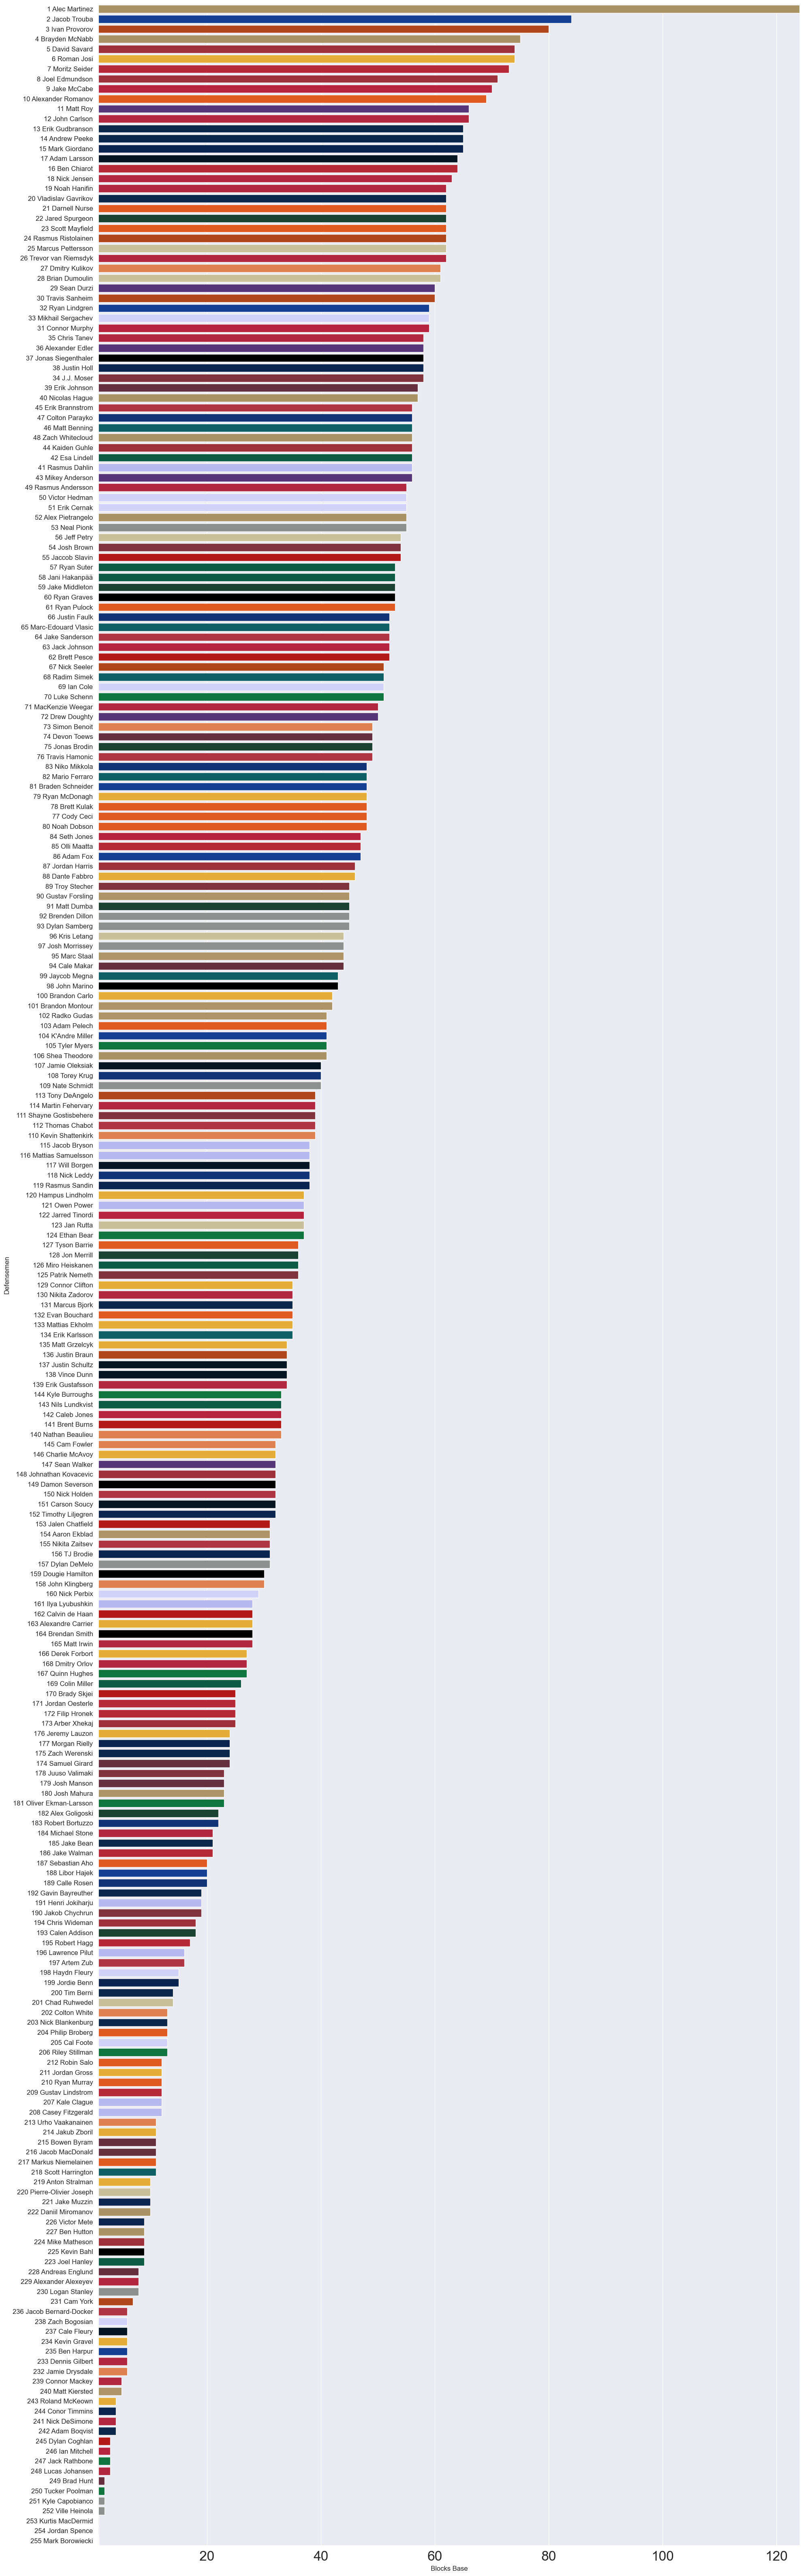 1 Alec Martinez
2 Jacob Trouba
3 Ivan Provorov
4 Brayden McNabb
5 David Savard
6 Roman Josi
7 Moritz Seider
8 Joel Edmundson
9 Jake McCabe
10 Alexander Romanov
11 Matt Roy
12 John Carlson
13 Erik Gudbranson
14 Andrew Peeke
15 Mark Giordano
17 Adam Larsson
16 Ben Chiarot
18 Nick Jensen
19 Noah Hanifin
20 Vladislav Gavrikov
21 Darnell Nurse
22 Jared Spurgeon
23 Scott Mayfield
24 Rasmus Ristolainen
25 Marcus Pettersson
26 Trevor van Riemsdyk
27 Dmitry Kulikov
28 Brian Dumoulin
29 Sean Durzi
30 Travis Sanheim
32 Ryan Lindgren
33 Mikhail Sergachev
31 Connor Murphy
35 Chris Tanev
36 Alexander Edler
37 Jonas Siegenthaler
38 Justin Holl
34 J.J. Moser
39 Erik Johnson
40 Nicolas Hague
45 Erik Brannstrom
47 Colton Parayko
46 Matt Benning
48 Zach Whitecloud
44 Kaiden Guhle
42 Esa Lindell
41 Rasmus Dahlin
43 Mikey Anderson
49 Rasmus Andersson
50 Victor Hedman
51 Erik Cernak
52 Alex Pietrangelo
53 Neal Pionk
56 Jeff Petry
54 Josh Brown
55 Jaccob Slavin
57 Ryan Suter
58 Jani Hakanpää
59 Jake Middleton
60 Ryan Graves
61 Ryan Pulock
66 Justin Faulk
65 Marc-Edouard Vlasic
64 Jake Sanderson
63 Jack Johnson
62 Brett Pesce
67 Nick Seeler
68 Radim Simek
69 Ian Cole
70 Luke Schenn
71 MacKenzie Weegar
72 Drew Doughty
73 Simon Benoit
74 Devon Toews
75 Jonas Brodin
76 Travis Hamonic
83 Niko Mikkola
82 Mario Ferraro
81 Braden Schneider
79 Ryan McDonagh
78 Brett Kulak
77 Cody Ceci
80 Noah Dobson
84 Seth Jones
85 Olli Maatta
86 Adam Fox
87 Jordan Harris
88 Dante Fabbro
89 Troy Stecher
90 Gustav Forsling
91 Matt Dumba
92 Brenden Dillon
93 Dylan Samberg
96 Kris Letang
97 Josh Morrissey
95 Marc Staal
94 Cale Makar
99 Jaycob Megna
98 John Marino
100 Brandon Carlo
101 Brandon Montour
102 Radko Gudas
103 Adam Pelech
104 K'Andre Miller
105 Tyler Myers
106 Shea Theodore
107 Jamie Oleksiak
108 Torey Krug
109 Nate Schmidt
113 Tony DeAngelo
114 Martin Fehervary
111 Shayne Gostisbehere
112 Thomas Chabot
110 Kevin Shattenkirk
115 Jacob Bryson
116 Mattias Samuelsson
117 Will Borgen
118 Nick Leddy
119 Rasmus Sandin
120 Hampus Lindholm
121 Owen Power
122 Jarred Tinordi
123 Jan Rutta
124 Ethan Bear
127 Tyson Barrie
128 Jon Merrill
126 Miro Heiskanen
125 Patrik Nemeth
129 Connor Clifton
130 Nikita Zadorov
131 Marcus Bjork
132 Evan Bouchard
133 Mattias Ekholm
134 Erik Karlsson
135 Matt Grzelcyk
136 Justin Braun
137 Justin Schultz
138 Vince Dunn
139 Erik Gustafsson
144 Kyle Burroughs
143 Nils Lundkvist
142 Caleb Jones
141 Brent Burns
140 Nathan Beaulieu
145 Cam Fowler
146 Charlie McAvoy
147 Sean Walker
148 Johnathan Kovacevic
149 Damon Severson
150 Nick Holden
151 Carson Soucy
152 Timothy Liljegren
153 Jalen Chatfield
154 Aaron Ekblad
155 Nikita Zaitsev
156 TJ Brodie
157 Dylan DeMelo
159 Dougie Hamilton
158 John Klingberg
160 Nick Perbix
161 Ilya Lyubushkin
162 Calvin de Haan
163 Alexandre Carrier
164 Brendan Smith
165 Matt Irwin
166 Derek Forbort
168 Dmitry Orlov
167 Quinn Hughes
169 Colin Miller
170 Brady Skjei
171 Jordan Oesterle
172 Filip Hronek
173 Arber Xhekaj
176 Jeremy Lauzon
177 Morgan Rielly
175 Zach Werenski
174 Samuel Girard
178 Juuso Valimaki
179 Josh Manson
180 Josh Mahura
181 Oliver Ekman-Larsson
182 Alex Goligoski
183 Robert Bortuzzo
184 Michael Stone
185 Jake Bean
186 Jake Walman
187 Sebastian Aho
188 Libor Hajek
189 Calle Rosen
192 Gavin Bayreuther
191 Henri Jokiharju
190 Jakob Chychrun
194 Chris Wideman
193 Calen Addison
195 Robert Hagg
196 Lawrence Pilut
197 Artem Zub
198 Haydn Fleury
199 Jordie Benn
200 Tim Berni
201 Chad Ruhwedel
202 Colton White
203 Nick Blankenburg
204 Philip Broberg
205 Cal Foote
206 Riley Stillman
212 Robin Salo
211 Jordan Gross
210 Ryan Murray
209 Gustav Lindstrom
207 Kale Clague
208 Casey Fitzgerald
213 Urho Vaakanainen
214 Jakub Zboril
215 Bowen Byram
216 Jacob MacDonald
217 Markus Niemelainen
218 Scott Harrington
219 Anton Stralman
220 Pierre-Olivier Joseph
221 Jake Muzzin
222 Daniil Miromanov
226 Victor Mete
227 Ben Hutton
224 Mike Matheson
225 Kevin Bahl
223 Joel Hanley
228 Andreas Englund
229 Alexander Alexeyev
230 Logan Stanley
231 Cam York
236 Jacob Bernard-Docker
238 Zach Bogosian
237 Cale Fleury
234 Kevin Gravel
235 Ben Harpur
233 Dennis Gilbert
232 Jamie Drysdale
239 Connor Mackey
240 Matt Kiersted
243 Roland McKeown
244 Conor Timmins
241 Nick DeSimone
242 Adam Boqvist
245 Dylan Coghlan
246 Ian Mitchell
247 Jack Rathbone
248 Lucas Johansen
249 Brad Hunt
250 Tucker Poolman
251 Kyle Capobianco
252 Ville Heinola
253 Kurtis MacDermid
254 Jordan Spence
255 Mark Borowiecki
Defensemen
20 40 60 80 100 120
Blocks Base